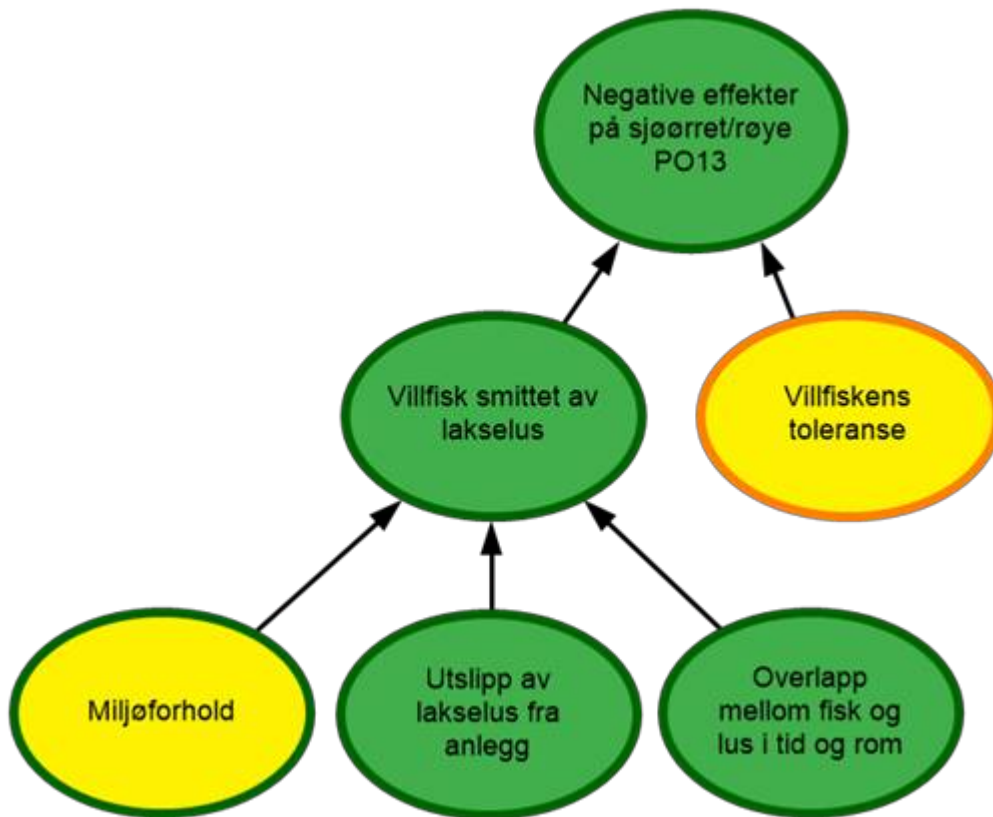 Negative effekter
på sjøørret/røye
PO13
Villfisk smittet av
lakselus
Villfiskens
toleranse
Miljøforhold
Utslipp av
lakselus fra
anlegg
Overlapp
mellom fisk og
lus i tid og rom